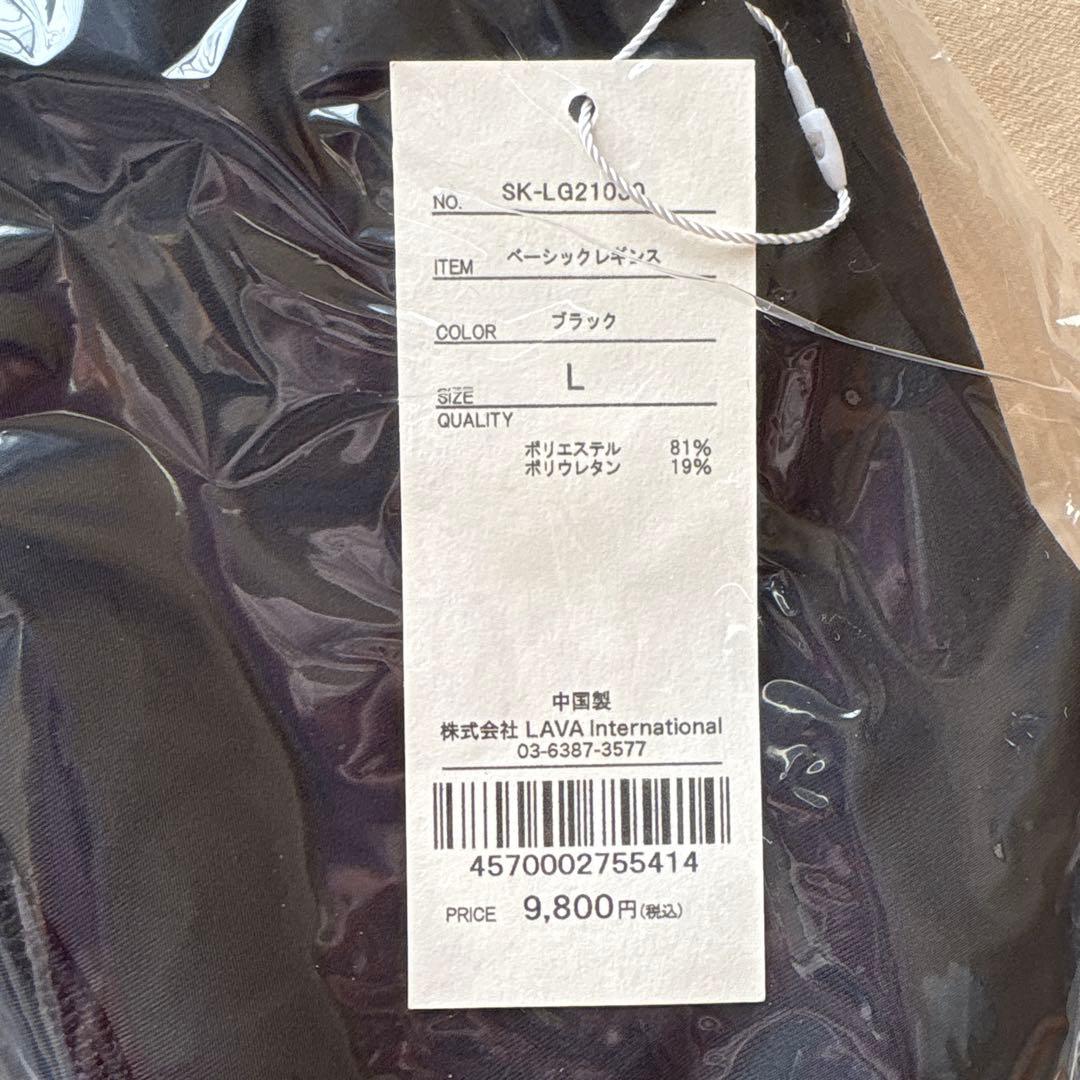 NO.
ITEM ベーシックレギンス
COLOR ブラック
SIZE L
QUALITY
ポリエステル 81%
ポリウレタン 19%
中国製
株式会社 LAVA International
03-6387-3577
4570002755414
PRICE 9,800円(税込)